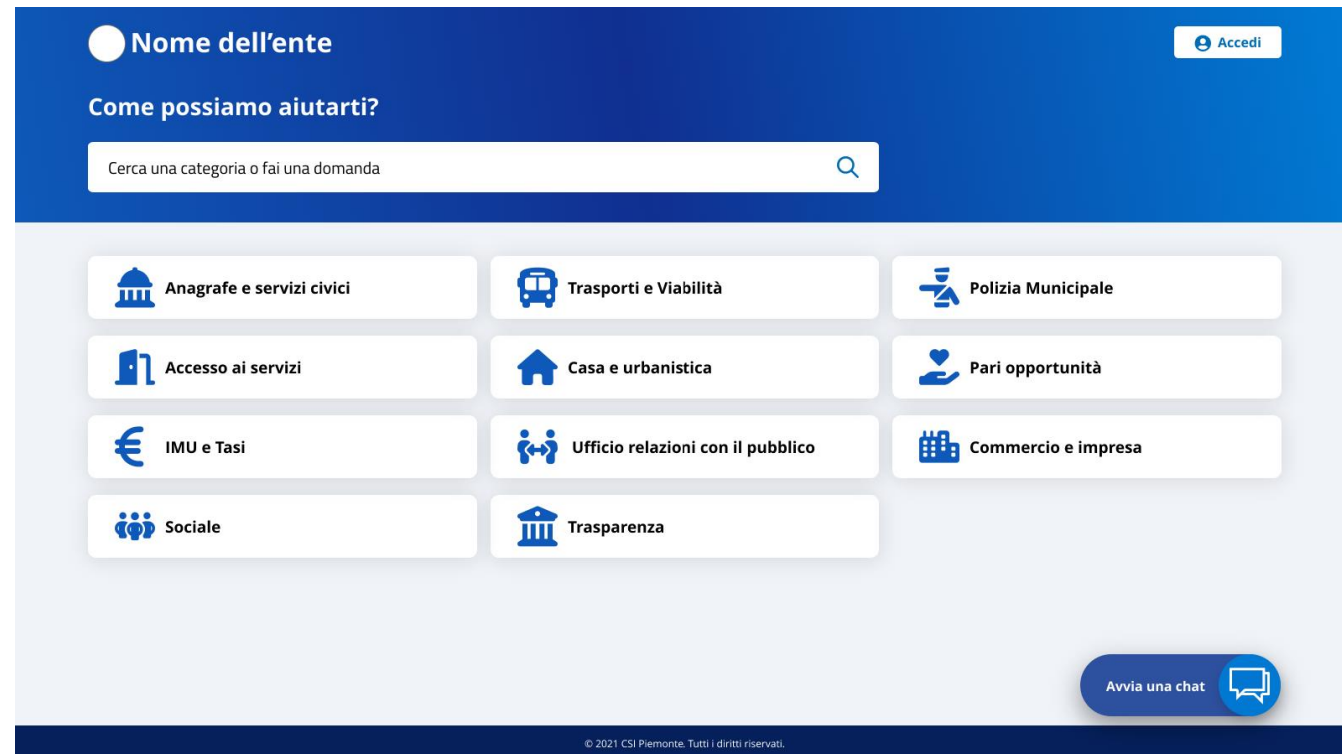 Nome dell’ente
Accedi
Come possiamo aiutarti?
Cerca una categoria o fai una domanda
Anagrafe e servizi civici
Trasporti e Viabilità
Polizia Municipale
Accesso ai servizi
Casa e urbanistica
Pari opportunità
IMU e Tasi
Ufficio relazioni con il pubblico
Commercio e impresa
Sociale
Trasparenza
Avvia una chat
© 2021 CSI Piemonte. Tutti i diritti riservati.